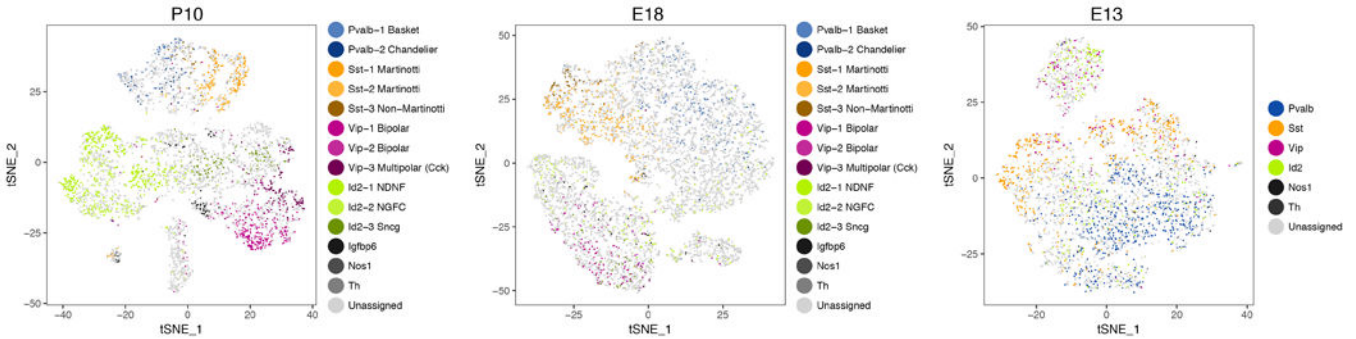 P10
25
0
−25
−50
−40
−20
0
20
40
tSNE_1
tSNE_2
Pvalb−1 Basket
Pvalb−2 Chandelier
Sst−1 Martinotti
Sst−2 Martinotti
Sst−3 Non−Martinotti
Vip−1 Bipolar
Vip−2 Bipolar
Vip−3 Multipolar (Cck)
Id2−1 NDNF
Id2−2 NGFC
Id2−3 Sncg
Igfbp6
Nos1
Th
Unassigned
E18
50
25
0
−25
−50
−25
0
25
tSNE_1
tSNE_2
Pvalb−1 Basket
Pvalb−2 Chandelier
Sst−1 Martinotti
Sst−2 Martinotti
Sst−3 Non−Martinotti
Vip−1 Bipolar
Vip−2 Bipolar
Vip−3 Multipolar (Cck)
Id2−1 NDNF
Id2−2 NGFC
Id2−3 Sncg
Igfbp6
Nos1
Th
Unassigned
E13
50
25
0
−25
−50
−20
0
20
40
tSNE_1
tSNE_2
Pvalb
Sst
Vip
Id2
Nos1
Th
Unassigned